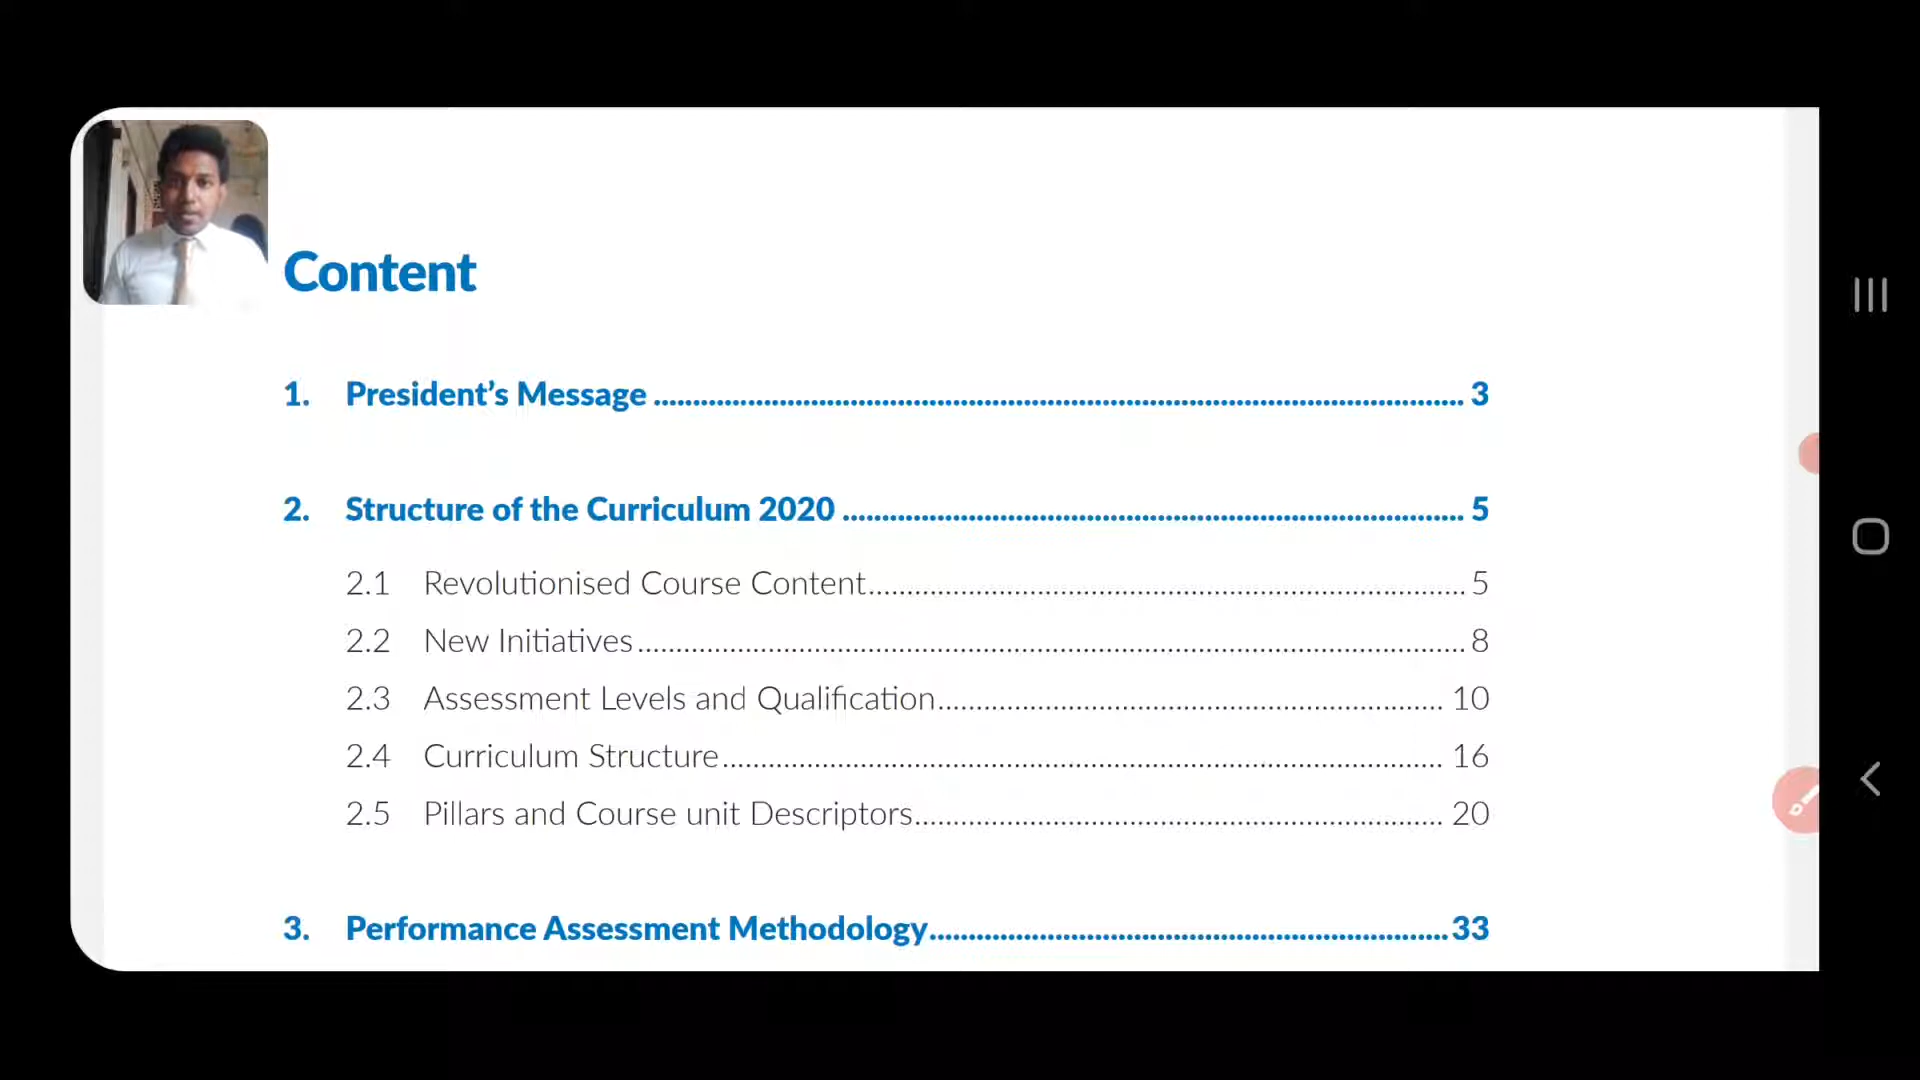 Content
1. President’s Message 3
2. Structure of the Curriculum 2020 5
2.1 Revolutionised Course Content 5
2.2 New Initiatives 8
2.3 Assessment Levels and Qualification 10
2.4 Curriculum Structure 16
2.5 Pillars and Course unit Descriptors 20
3. Performance Assessment Methodology 33